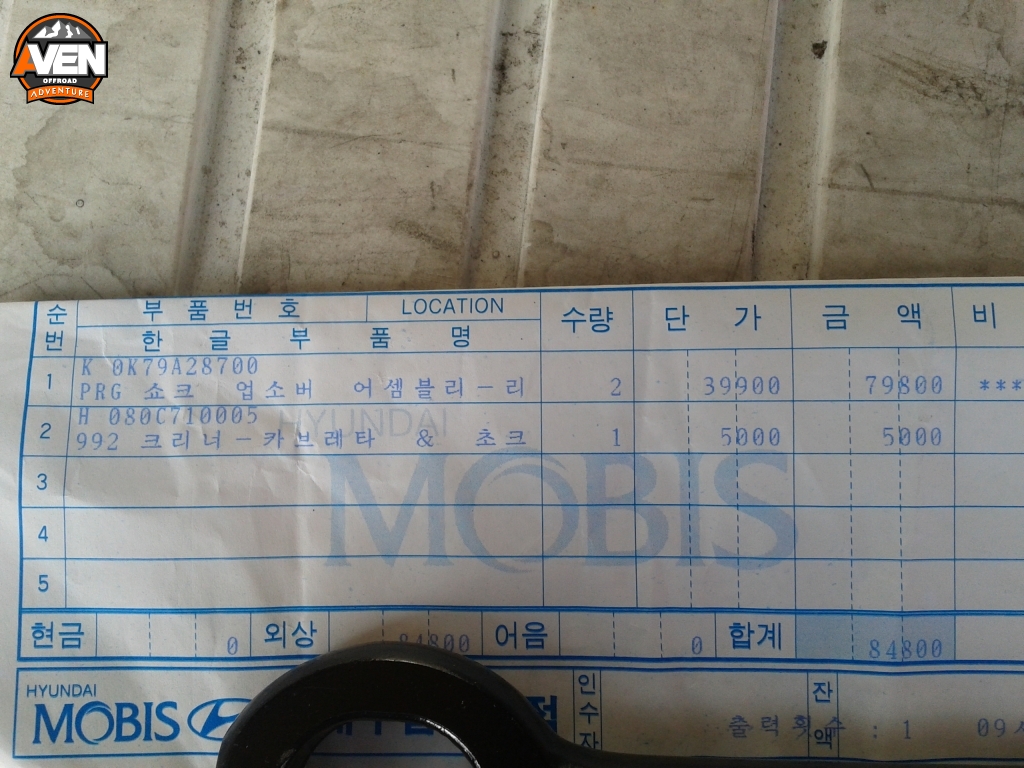 AVEN
OFFROAD
ADVENTURE
순번 부품번호 LOCATION 수량 단가 금액 비
한글부품명
1 K 0K79A28700
PRG 쇼크 업소버 어셈블리-리 2 39900 79800 ***
2 H 080C710005
992 크리너-카브레타 & 초크 1 5000 5000
HYUNDAI
MOBIS
3
4
5
현금 0 외상 84800 어음 0 합계 84800
HYUNDAI
MOBIS 점 인수자 잔액 출력횟수 : 1 09